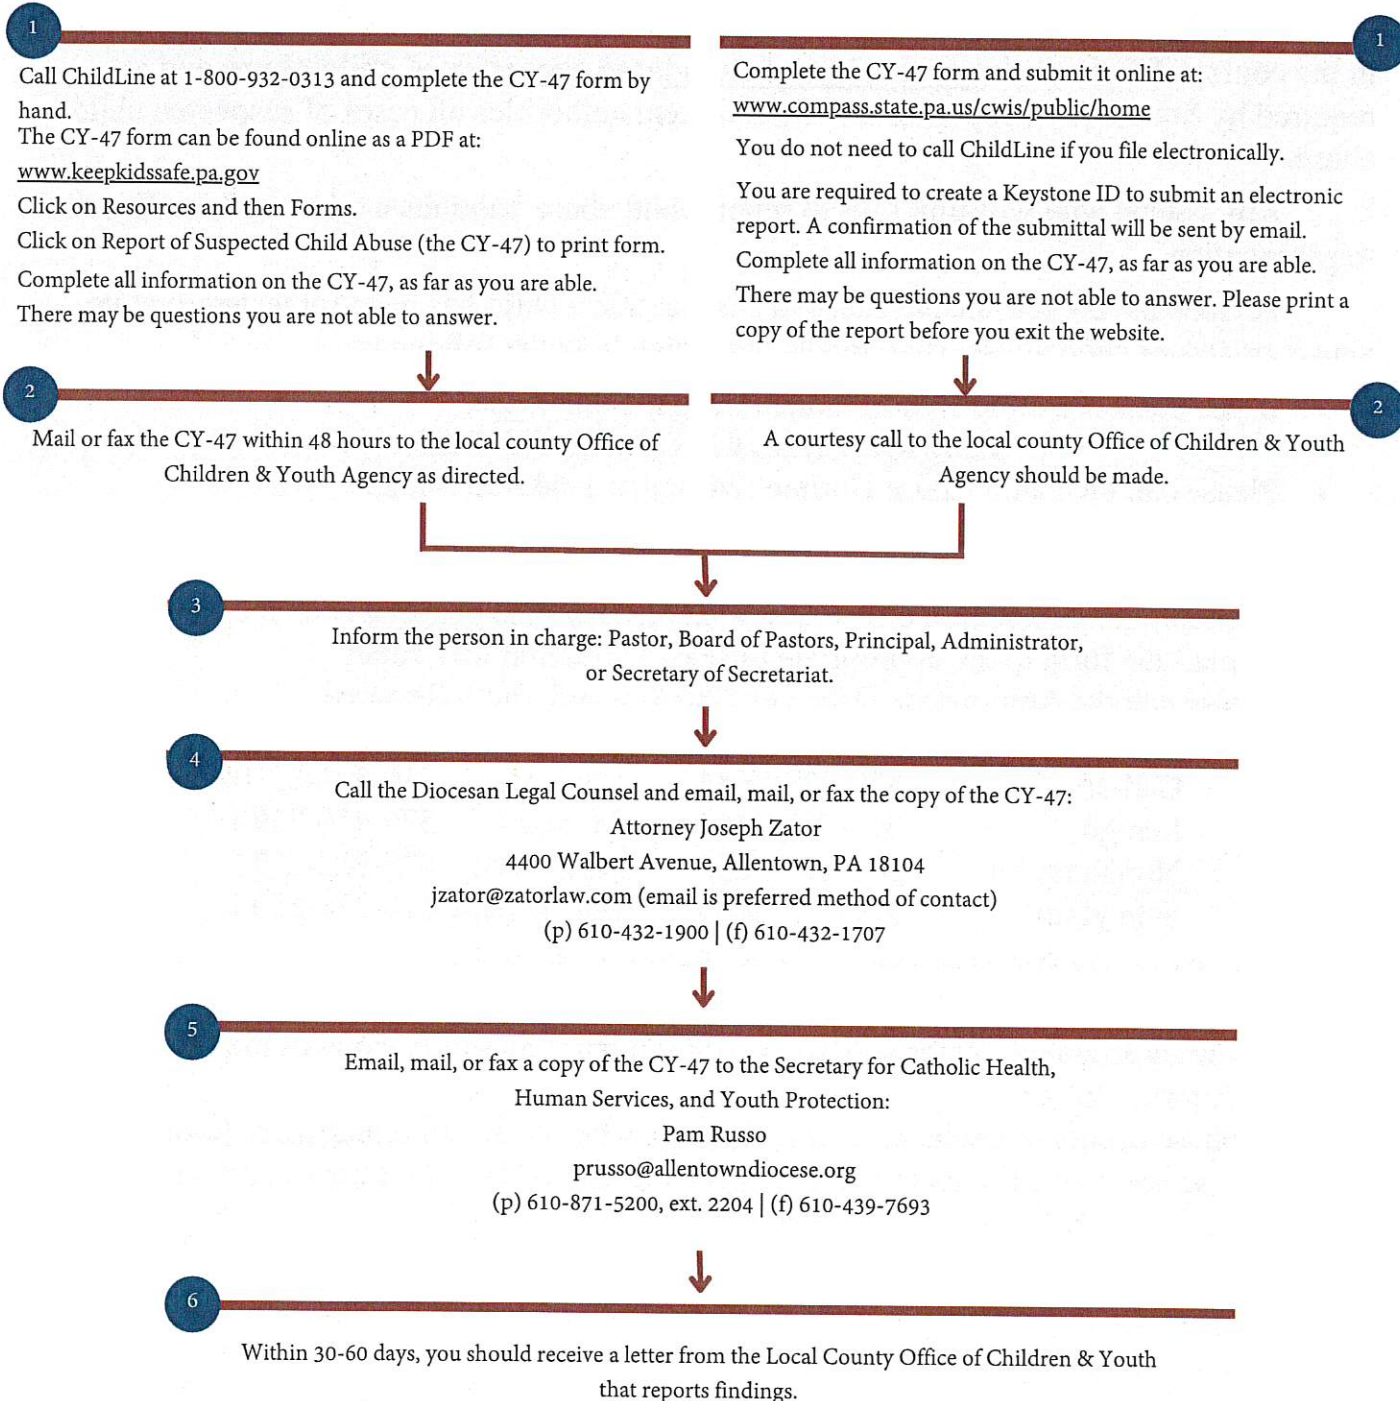 1
Call ChildLine at 1-800-932-0313 and complete the CY-47 form by
hand.
The CY-47 form can be found online as a PDF at:
www.keepkidssafe.pa.gov
Click on Resources and then Forms.
Click on Report of Suspected Child Abuse (the CY-47) to print form.
Complete all information on the CY-47, as far as you are able.
There may be questions you are not able to answer.
1
Complete the CY-47 form and submit it online at:
www.compass.state.pa.us/cwis/public/home
You do not need to call ChildLine if you file electronically.
You are required to create a Keystone ID to submit an electronic
report. A confirmation of the submittal will be sent by email.
Complete all information on the CY-47, as far as you are able.
There may be questions you are not able to answer. Please print a
copy of the report before you exit the website.
2
Mail or fax the CY-47 within 48 hours to the local county Office of
Children & Youth Agency as directed.
2
A courtesy call to the local county Office of Children & Youth
Agency should be made.
3
Inform the person in charge: Pastor, Board of Pastors, Principal, Administrator,
or Secretary of Secretariat.
4
Call the Diocesan Legal Counsel and email, mail, or fax the copy of the CY-47:
Attorney Joseph Zator
4400 Walbert Avenue, Allentown, PA 18104
jzator@zatorlaw.com (email is preferred method of contact)
(p) 610-432-1900 | (f) 610-432-1707
5
Email, mail, or fax a copy of the CY-47 to the Secretary for Catholic Health,
Human Services, and Youth Protection:
Pam Russo
prusso@allentowndiocese.org
(p) 610-871-5200, ext. 2204 | (f) 610-439-7693
6
Within 30-60 days, you should receive a letter from the Local County Office of Children & Youth
that reports findings.